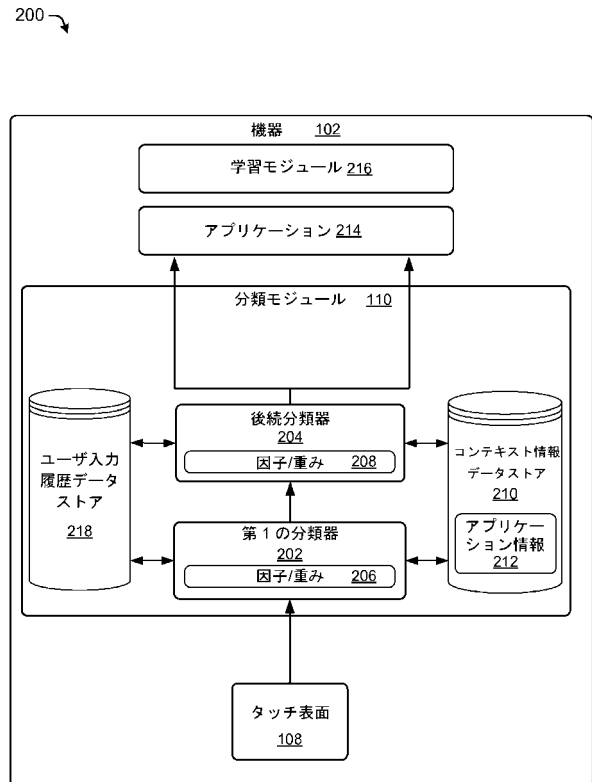 200
機器 102
学習モジュール 216
アプリケーション 214
分類モジュール 110
ユーザ入力
履歴データ
ストア
218
後続分類器
204
因子/重み 208
コンテキスト情報
データストア
210
アプリケー
ション情報
212
第1の分類器
202
因子/重み 206
タッチ表面
108